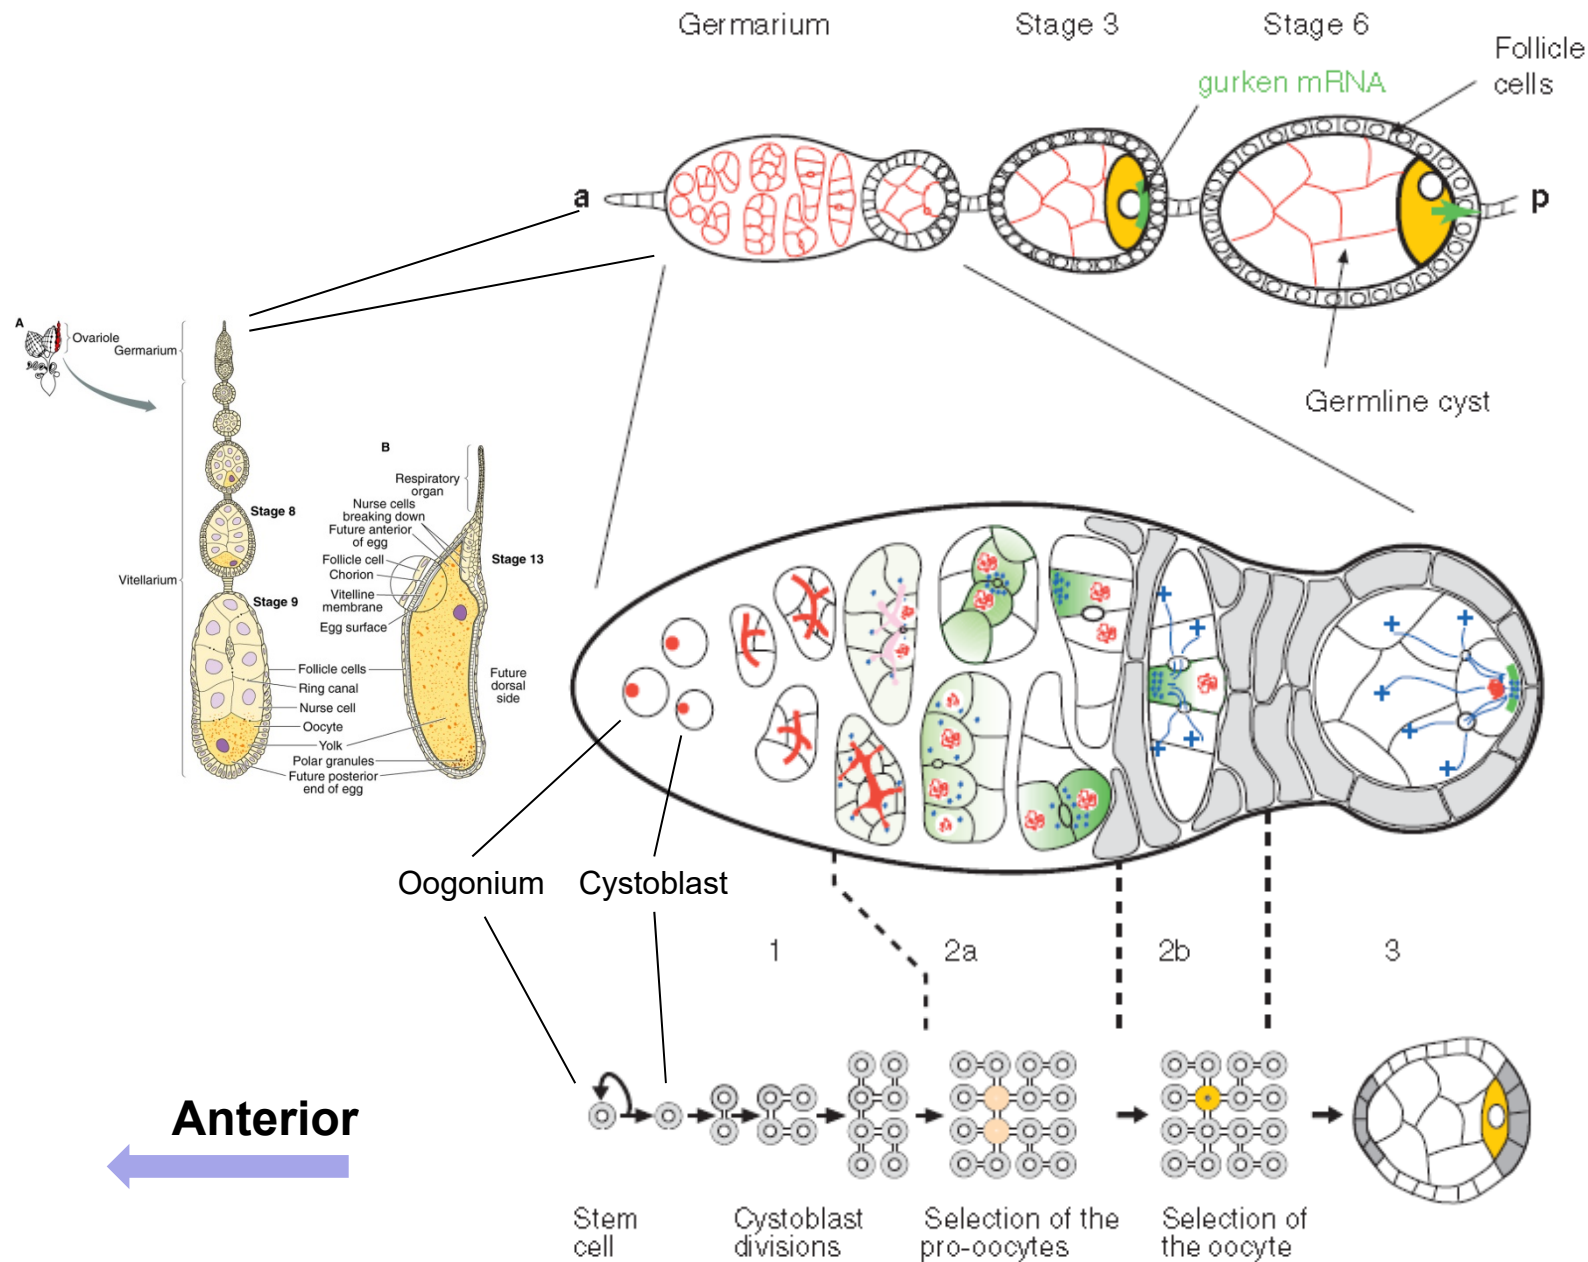 Germarium
Stage 3
Stage 6
Follicle
cells
gurken mRNA
a
p
Germline cyst
A
Ovariole
Germarium
Vitellarium
Stage 8
Stage 9
B
Respiratory
organ
Nurse cells
breaking down
Future anterior
of egg
Follicle cell
Chorion
Vitelline
membrane
Egg surface
Stage 13
Follicle cells
Ring canal
Nurse cell
Oocyte
Yolk
Polar granules
Future posterior
end of egg
Future
dorsal
side
Oogonium
Cystoblast
1
2a
2b
3
Anterior
Stem
cell
Cystoblast
divisions
Selection of the
pro-oocytes
Selection of
the oocyte